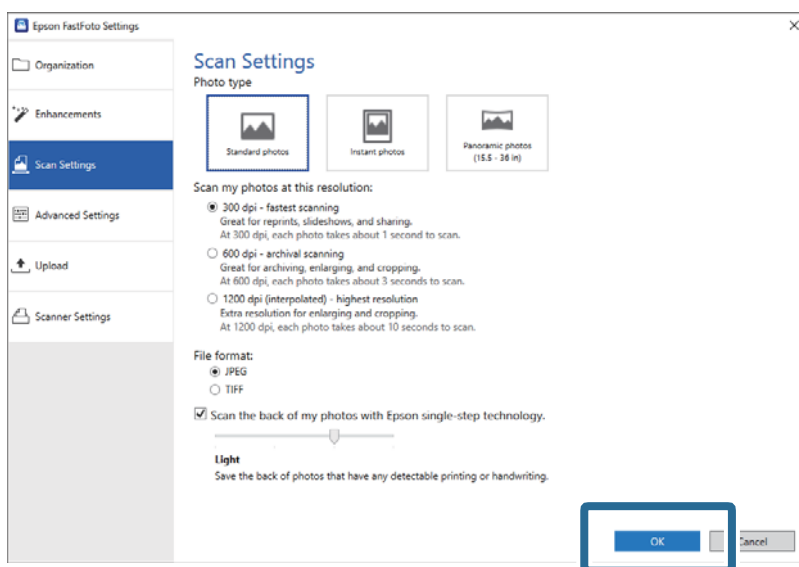 Epson FastFoto Settings
Organization
Enhancements
Scan Settings
Advanced Settings
Upload
Scanner Settings
Scan Settings
Photo type
Standard photos
Instant photos
Panoramic photos
(15.5 - 36 in)
Scan my photos at this resolution:
300 dpi - fastest scanning
Great for reprints, slideshows, and sharing.
At 300 dpi, each photo takes about 1 second to scan.
600 dpi - archival scanning
Great for archiving, enlarging, and cropping.
At 600 dpi, each photo takes about 3 seconds to scan.
1200 dpi (interpolated) - highest resolution
Extra resolution for enlarging and cropping.
At 1200 dpi, each photo takes about 10 seconds to scan.
File format:
JPEG
TIFF
Scan the back of my photos with Epson single-step technology.
Light
Save the back of photos that have any detectable printing or handwriting.
OK
Cancel